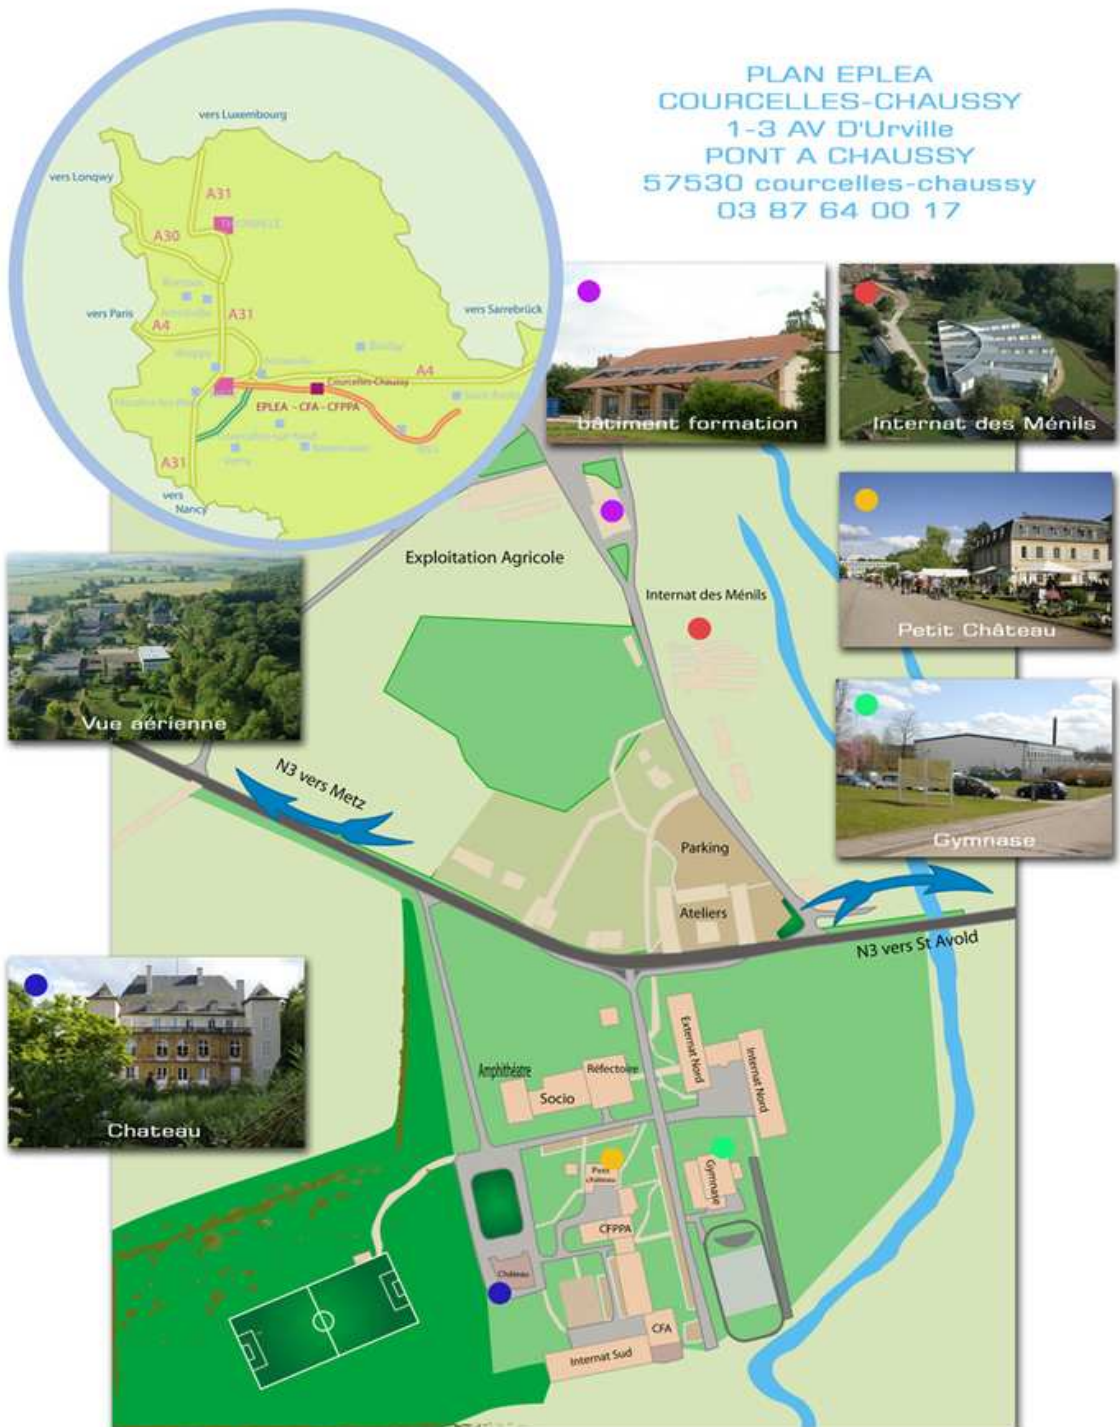 PLAN EPLEA
COURCELLES-CHAUSSY
1-3 AV D'Urville
PONT A CHAUSSY
57530 courcelles-chaussy
03 87 64 00 17
vers Luxembourg
vers Longwy
A31
A30
vers Paris
A4
A31
vers Sarrebrück
A4
Courcelles-Chaussy
EPLEA - CFA - CFPPA
A31
vers
Nancy
bâtiment formation
Internat des Ménils
Petit Château
Gymnase
Vue aérienne
Chateau
Exploitation Agricole
Internat des Ménils
N3 vers Metz
Parking
Ateliers
N3 vers St Avold
Externat Nord
Internat Nord
Amphithéatre
Réfectoire
Socio
Petit
château
Gymnase
CFPPA
Château
CFA
Internat Sud